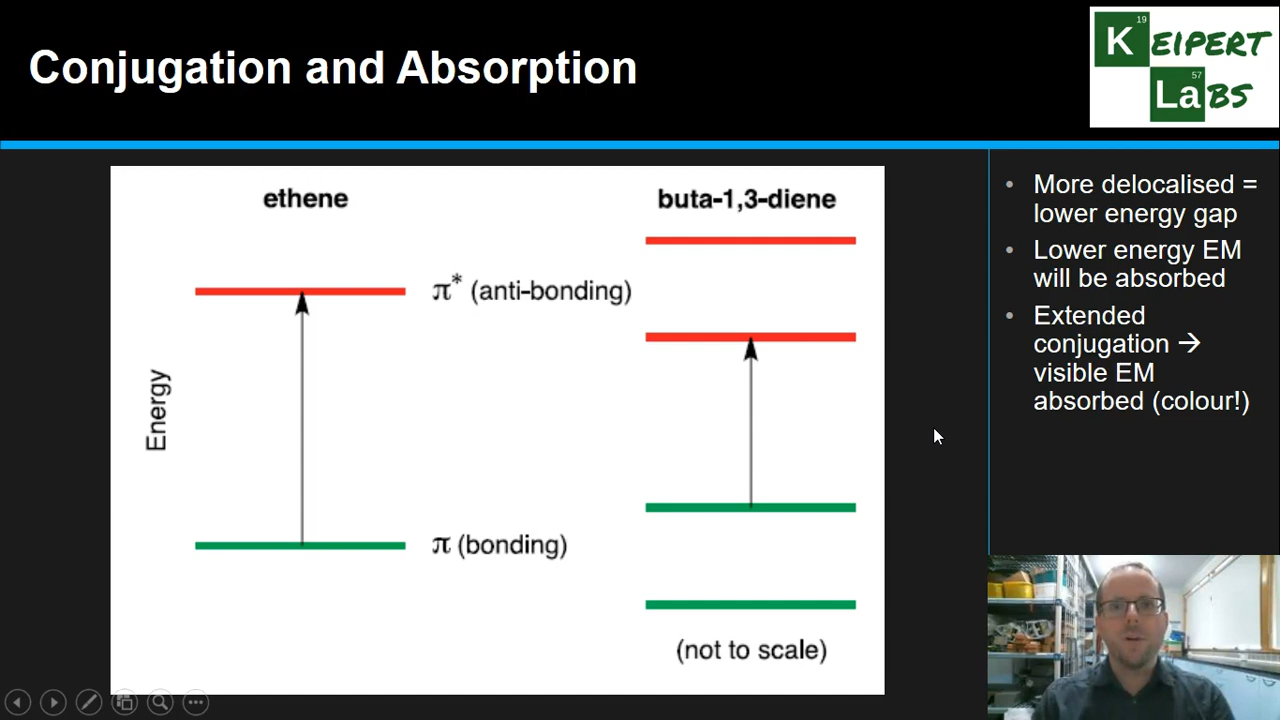 Conjugation and Absorption
19
K EIPERT
57
La BS
ethene
buta-1,3-diene
π* (anti-bonding)
Energy
π (bonding)
(not to scale)
• More delocalised =
lower energy gap
• Lower energy EM
will be absorbed
• Extended
conjugation →
visible EM
absorbed (colour!)